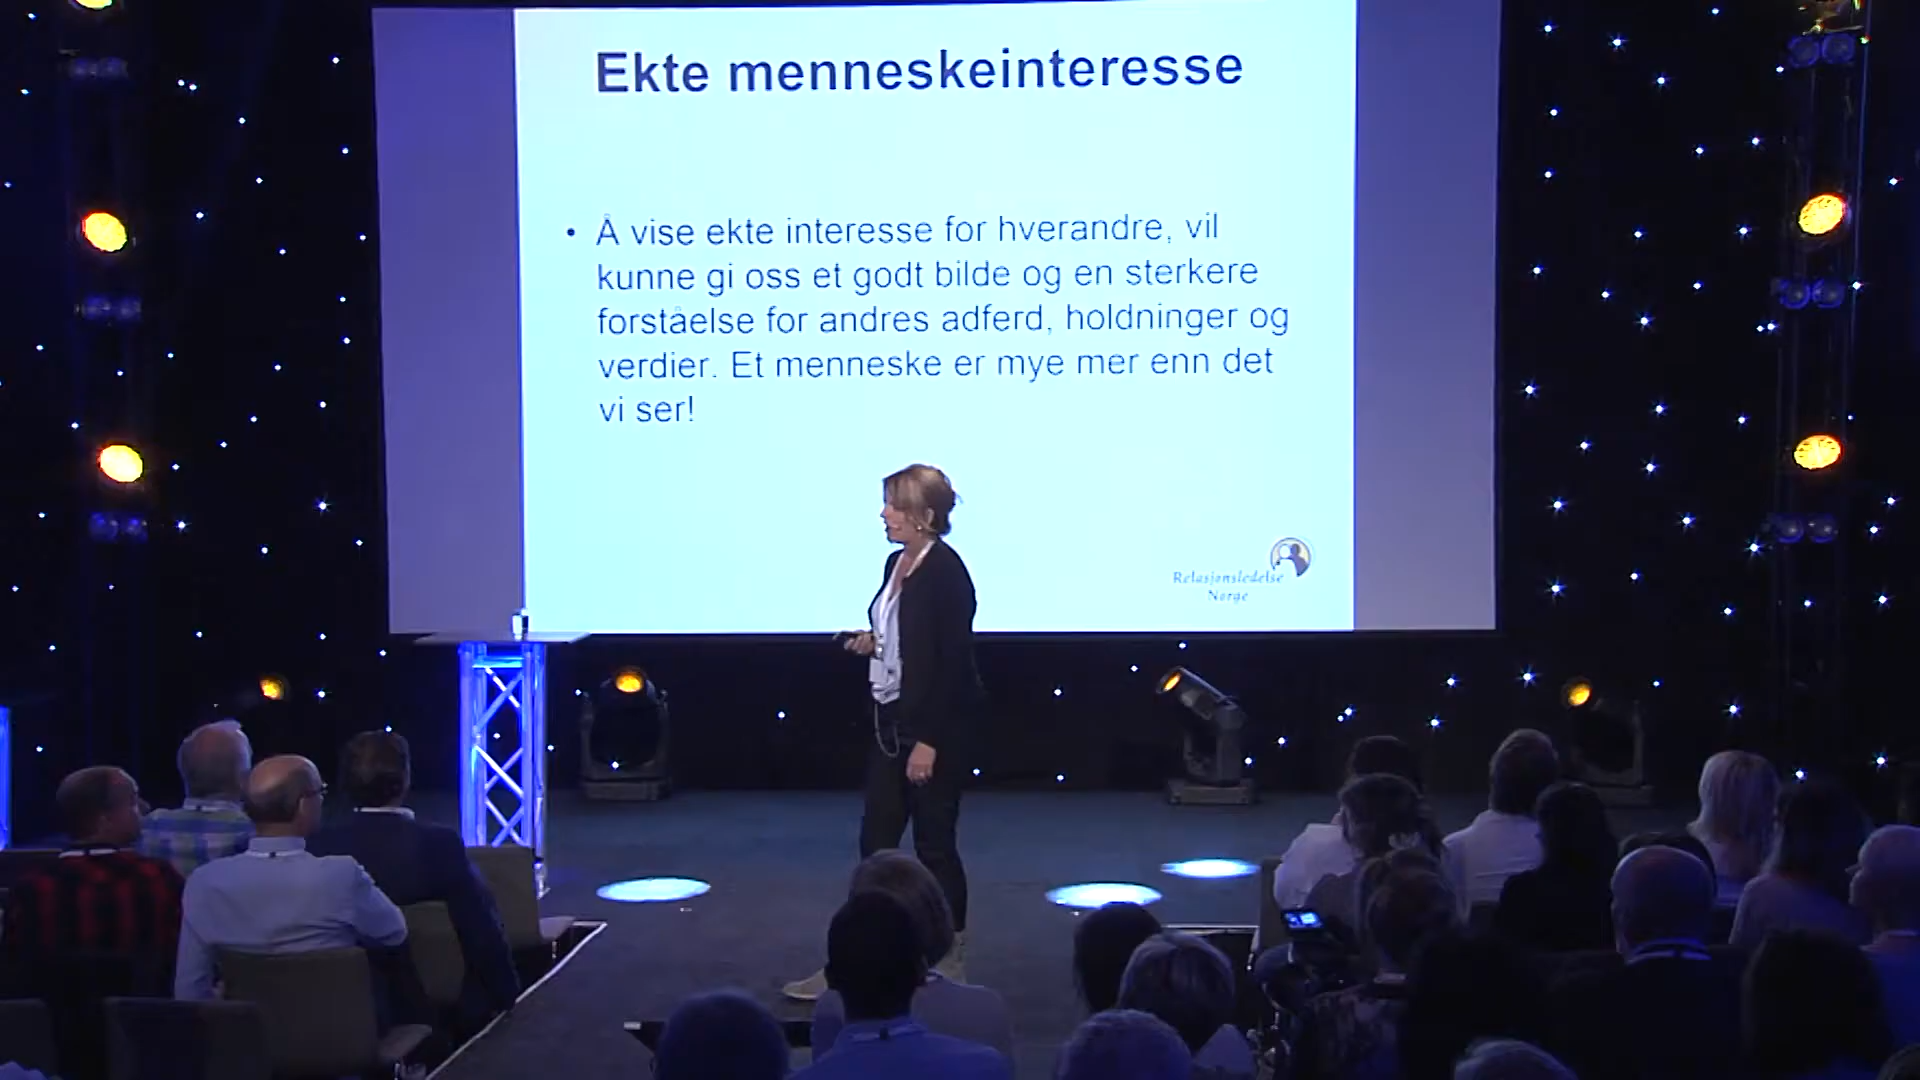 Ekte menneskeinteresse
• Å vise ekte interesse for hverandre, vil
kunne gi oss et godt bilde og en sterkere
forståelse for andres adferd, holdninger og
verdier. Et menneske er mye mer enn det
vi ser!
Relasjonsledelse
Norge